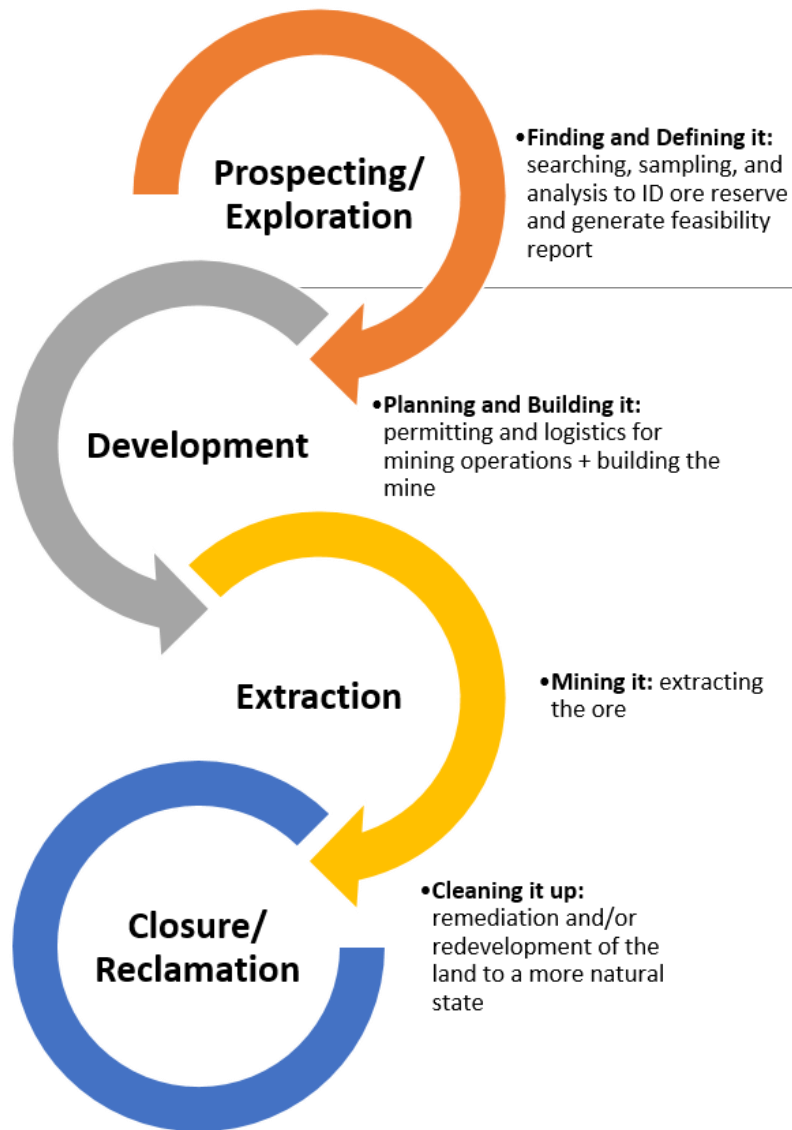 Prospecting/
Exploration
•Finding and Defining it:
searching, sampling, and
analysis to ID ore reserve
and generate feasibility
report
Development
•Planning and Building it:
permitting and logistics for
mining operations + building the
mine
Extraction
•Mining it: extracting
the ore
Closure/
Reclamation
•Cleaning it up:
remediation and/or
redevelopment of the
land to a more natural
state